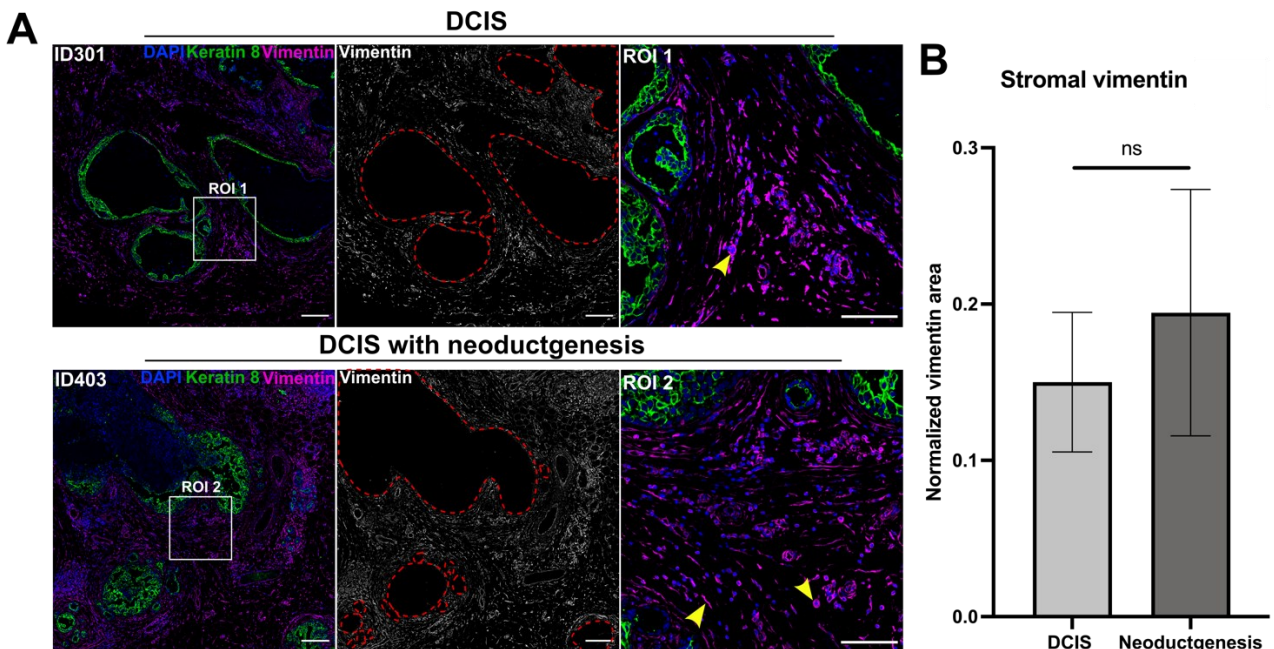 A
DCIS
ID301 DAPI Keratin 8 Vimentin
Vimentin
ROI 1
ROI 1
DCIS with neoductgenesis
ID403 DAPI Keratin 8 Vimentin
Vimentin
ROI 2
ROI 2
B
Stromal vimentin
ns
Normalized vimentin area
0.3
0.2
0.1
0.0
DCIS Neoductgenesis